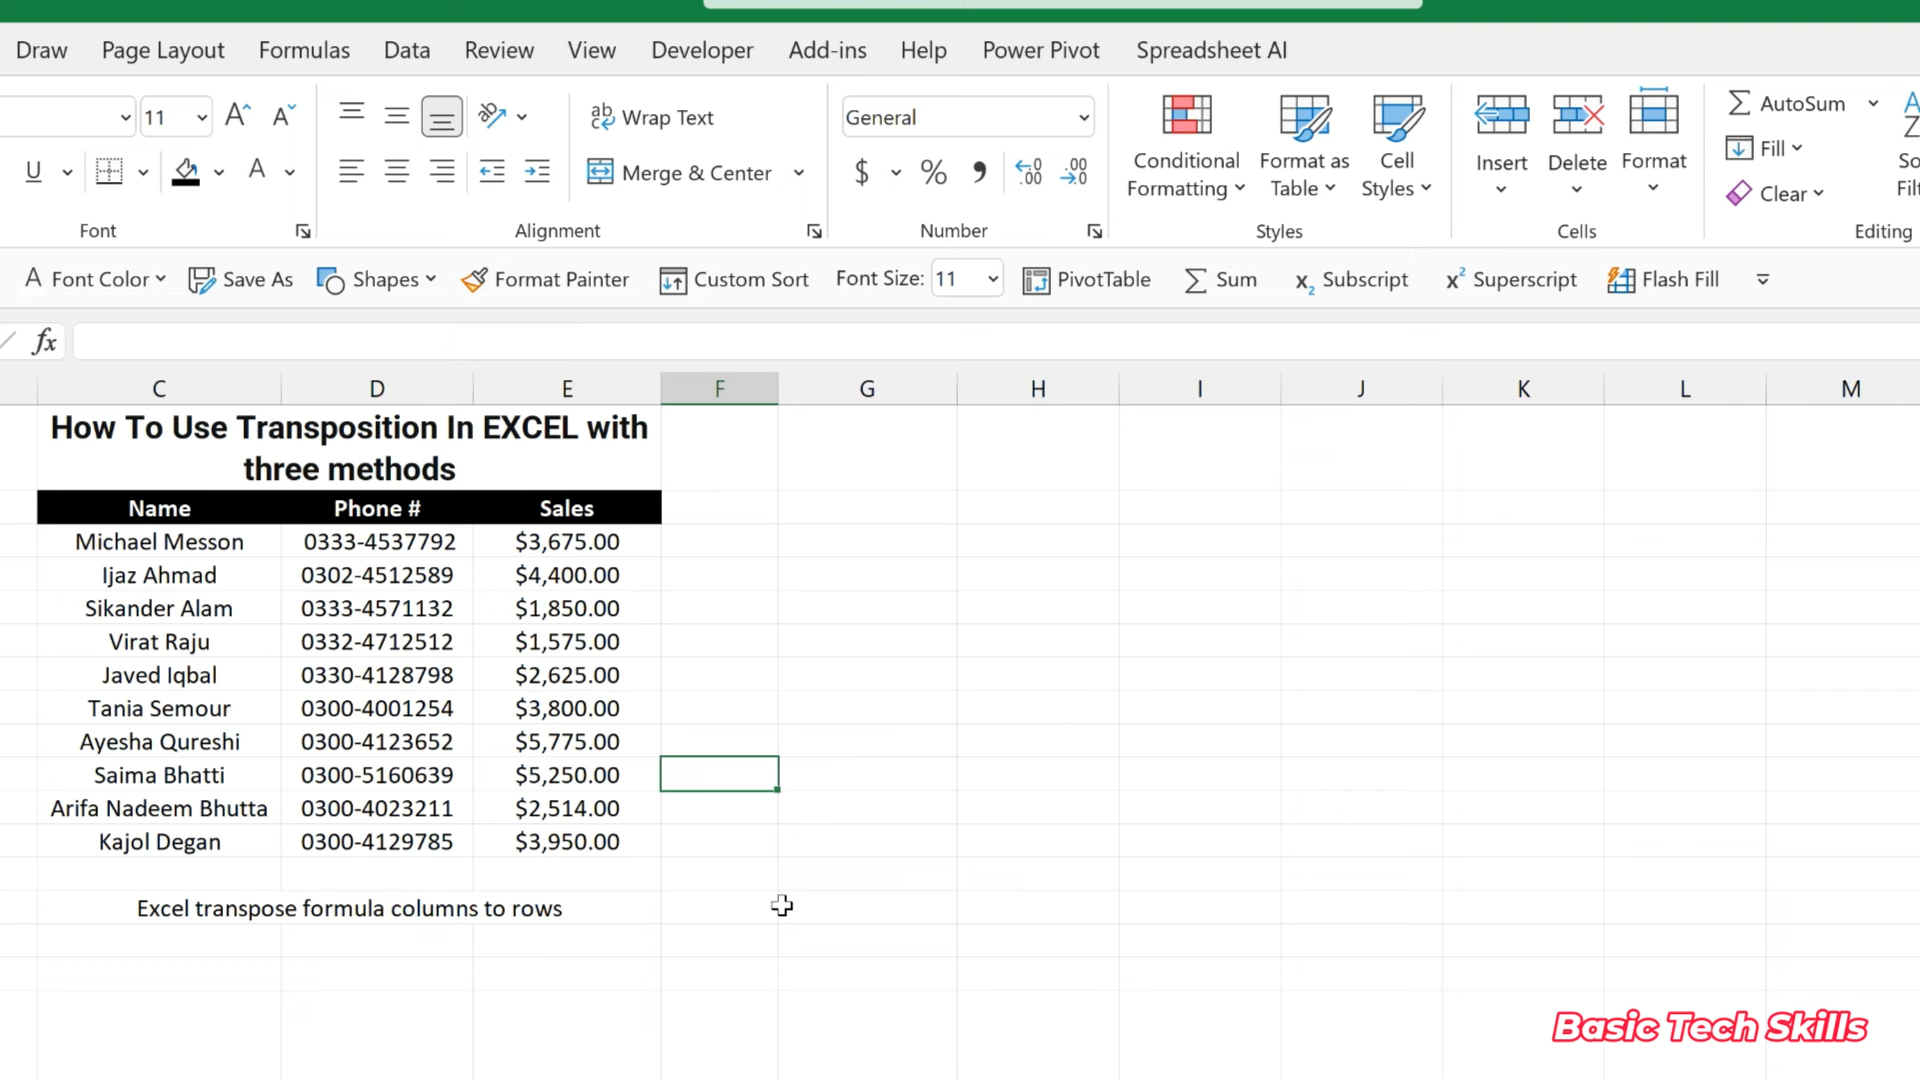 Draw Page Layout Formulas Data Review View Developer Add-ins Help Power Pivot Spreadsheet AI
11 A A ab Wrap Text General Conditional Formatting Format as Table Cell Styles Insert Delete Format AutoSum Fill Clear
U A Merge & Center $ % , .00 .00
Font Alignment Number Styles Cells Editing
A Font Color Save As Shapes Format Painter Custom Sort Font Size: 11 PivotTable Sum x2 Subscript x2 Superscript Flash Fill
fx
C D E F G H I J K L M
How To Use Transposition In EXCEL with
three methods
Name Phone # Sales
Michael Messon 0333-4537792 $3,675.00
Ijaz Ahmad 0302-4512589 $4,400.00
Sikander Alam 0333-4571132 $1,850.00
Virat Raju 0332-4712512 $1,575.00
Javed Iqbal 0330-4128798 $2,625.00
Tania Semour 0300-4001254 $3,800.00
Ayesha Qureshi 0300-4123652 $5,775.00
Saima Bhatti 0300-5160639 $5,250.00
Arifa Nadeem Bhutta 0300-4023211 $2,514.00
Kajol Degan 0300-4129785 $3,950.00
Excel transpose formula columns to rows
Basic Tech Skills